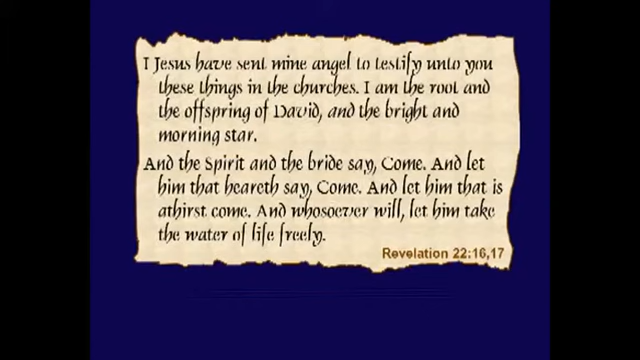 I Jesus have sent mine angel to testify unto you
these things in the churches. I am the root and
the offspring of David, and the bright and
morning star.
And the Spirit and the bride say, Come. And let
him that heareth say, Come. And let him that is
athirst come. And whosoever will, let him take
the water of life freely.
Revelation 22:16,17